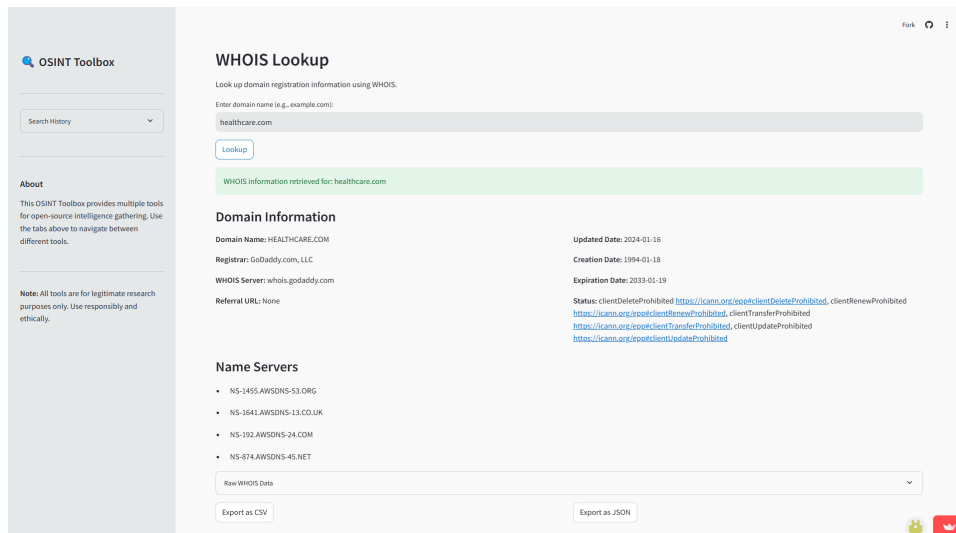 Fork
OSINT Toolbox
Search History
About
This OSINT Toolbox provides multiple tools
for open-source intelligence gathering. Use
the tabs above to navigate between
different tools.
Note: All tools are for legitimate research
purposes only. Use responsibly and
ethically.
WHOIS Lookup
Look up domain registration information using WHOIS.
Enter domain name (e.g., example.com):
healthcare.com
Lookup
WHOIS information retrieved for: healthcare.com
Domain Information
Domain Name: HEALTHCARE.COM
Registrar: GoDaddy.com, LLC
WHOIS Server: whois.godaddy.com
Referral URL: None
Updated Date: 2024-01-16
Creation Date: 1994-01-18
Expiration Date: 2033-01-19
Status: clientDeleteProhibited https://icann.org/epp#clientDeleteProhibited, clientRenewProhibited
https://icann.org/epp#clientRenewProhibited, clientTransferProhibited
https://icann.org/epp#clientTransferProhibited, clientUpdateProhibited
https://icann.org/epp#clientUpdateProhibited
Name Servers
• NS-1455.AWSDNS-53.ORG
• NS-1641.AWSDNS-13.CO.UK
• NS-192.AWSDNS-24.COM
• NS-874.AWSDNS-45.NET
Raw WHOIS Data
Export as CSV
Export as JSON